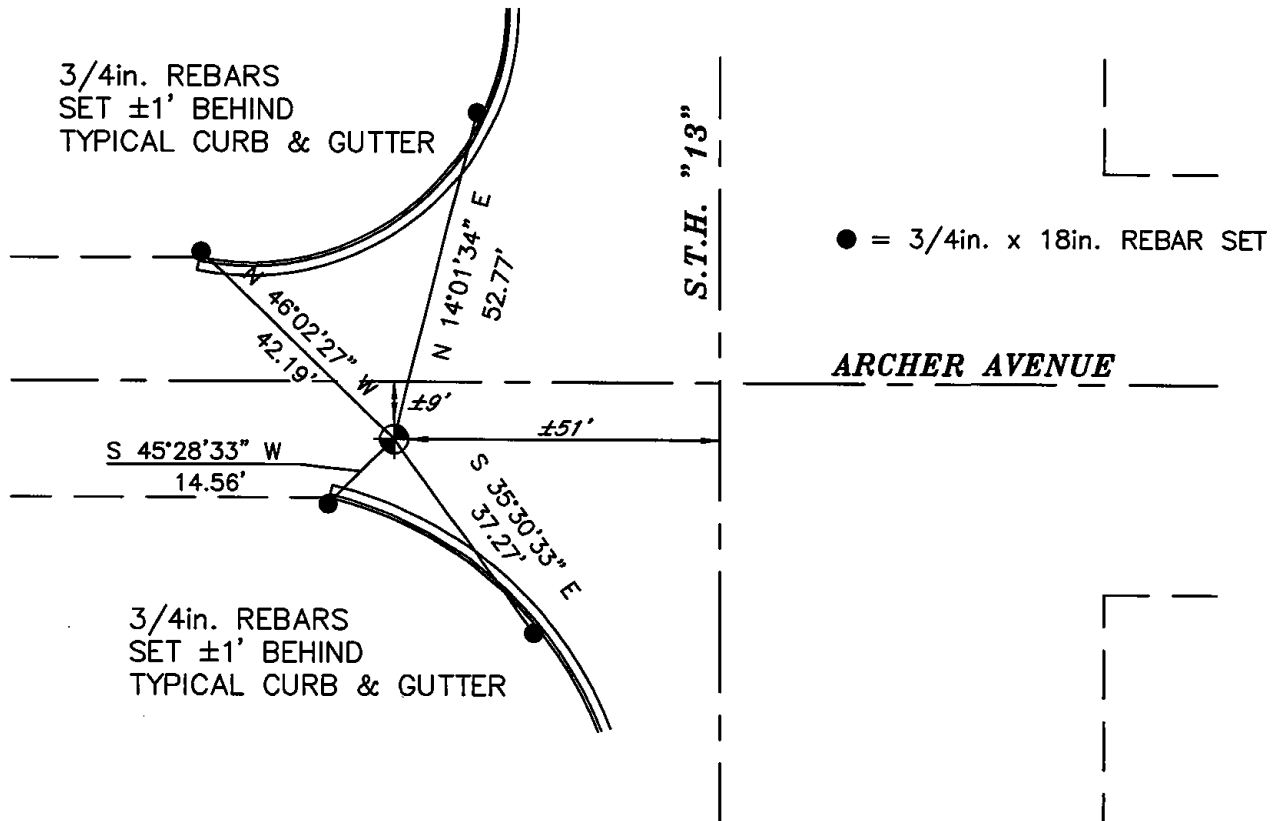 3/4in. REBARS
SET ±1' BEHIND
TYPICAL CURB & GUTTER
S.T.H. "13"
● = 3/4in. x 18in. REBAR SET
N 14°01'34" E
52.77'
N 46°02'27" W
42.19'
ARCHER AVENUE
±9'
±51'
S 45°28'33" W
14.56'
S 35°30'33" E
37.27'
3/4in. REBARS
SET ±1' BEHIND
TYPICAL CURB & GUTTER